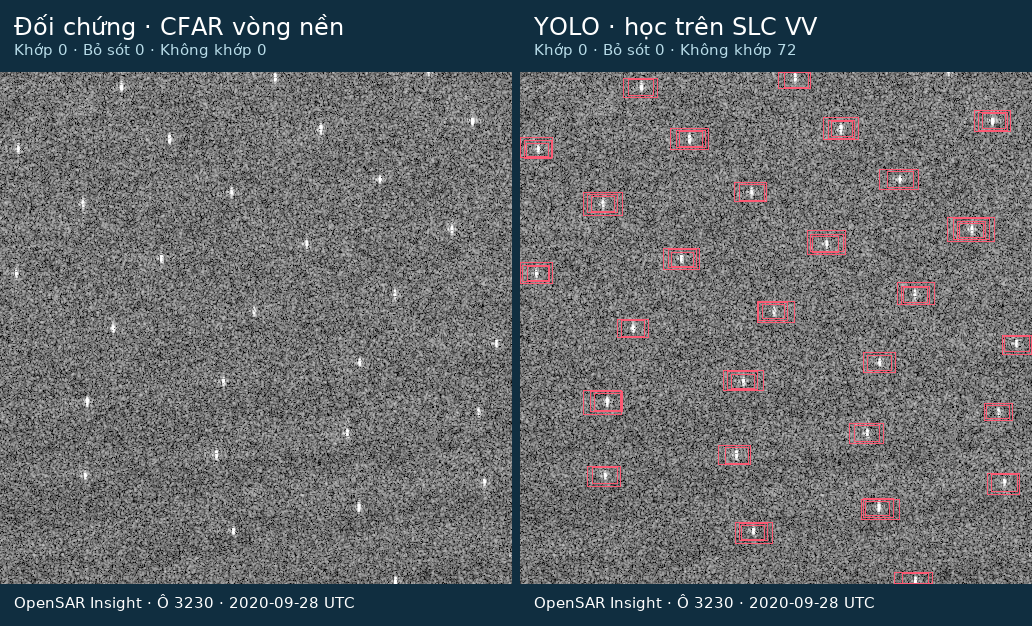 Đối chứng · CFAR vòng nền
Khớp 0 · Bỏ sót 0 · Không khớp 0
YOLO · học trên SLC VV
Khớp 0 · Bỏ sót 0 · Không khớp 72
OpenSAR Insight · Ô 3230 · 2020-09-28 UTC
OpenSAR Insight · Ô 3230 · 2020-09-28 UTC